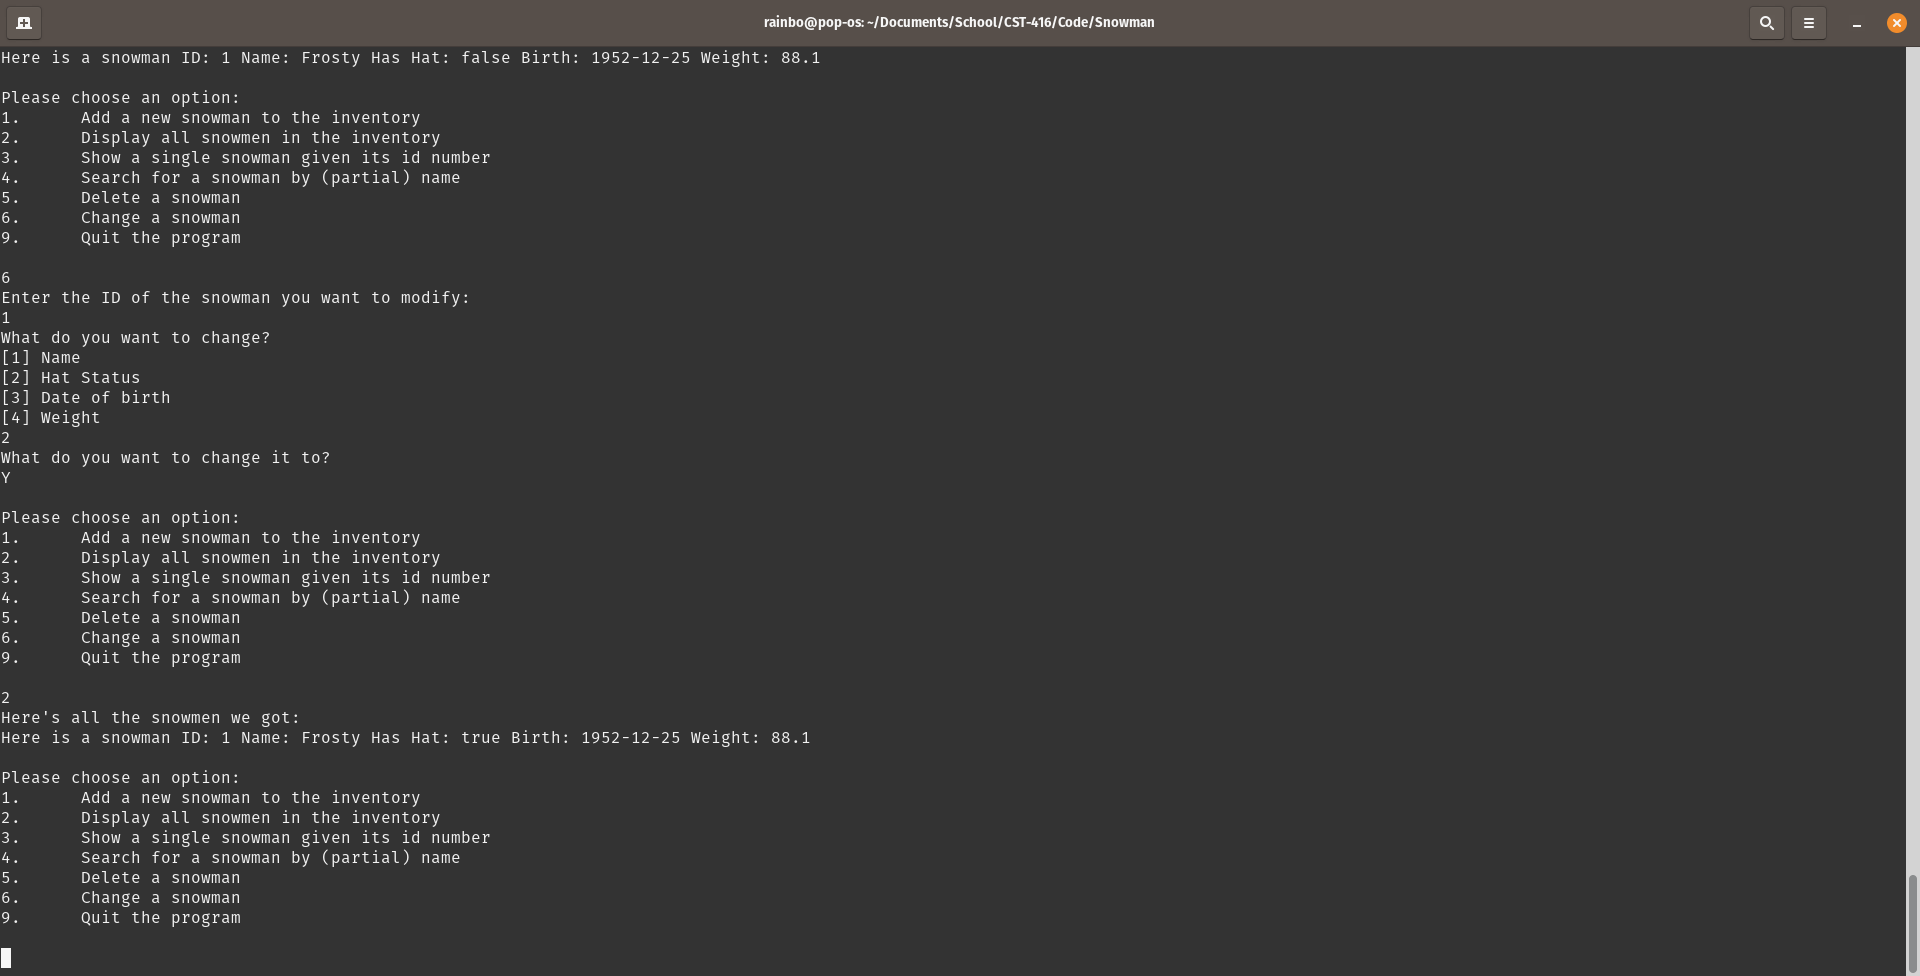 rainbo@pop-os: ~/Documents/School/CST-416/Code/Snowman
Here is a snowman ID: 1 Name: Frosty Has Hat: false Birth: 1952-12-25 Weight: 88.1
Please choose an option:
1.      Add a new snowman to the inventory
2.      Display all snowmen in the inventory
3.      Show a single snowman given its id number
4.      Search for a snowman by (partial) name
5.      Delete a snowman
6.      Change a snowman
9.      Quit the program
6
Enter the ID of the snowman you want to modify:
1
What do you want to change?
[1] Name
[2] Hat Status
[3] Date of birth
[4] Weight
2
What do you want to change it to?
Y
Please choose an option:
1.      Add a new snowman to the inventory
2.      Display all snowmen in the inventory
3.      Show a single snowman given its id number
4.      Search for a snowman by (partial) name
5.      Delete a snowman
6.      Change a snowman
9.      Quit the program
2
Here's all the snowmen we got:
Here is a snowman ID: 1 Name: Frosty Has Hat: true Birth: 1952-12-25 Weight: 88.1
Please choose an option:
1.      Add a new snowman to the inventory
2.      Display all snowmen in the inventory
3.      Show a single snowman given its id number
4.      Search for a snowman by (partial) name
5.      Delete a snowman
6.      Change a snowman
9.      Quit the program